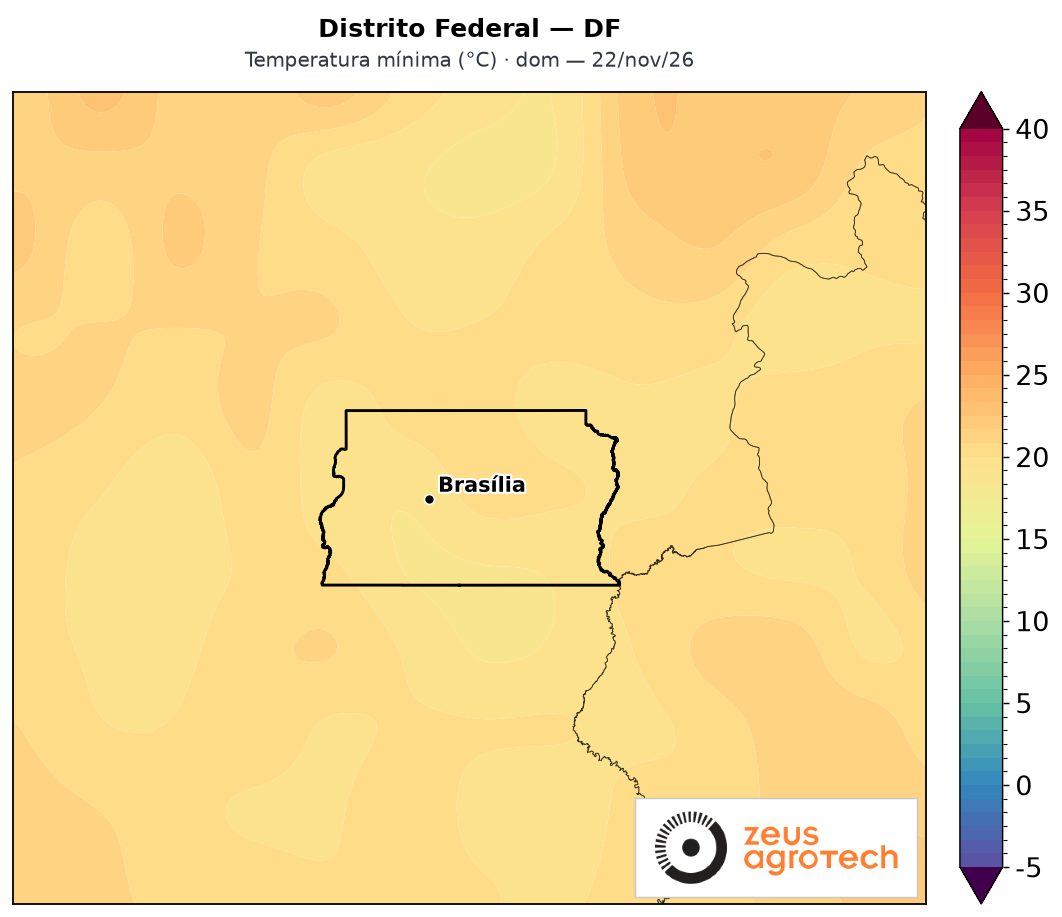 Distrito Federal — DF
Temperatura mínima (°C) · dom — 22/nov/26
Brasília
40
35
30
25
20
15
10
5
0
-5
zeus
agrotech